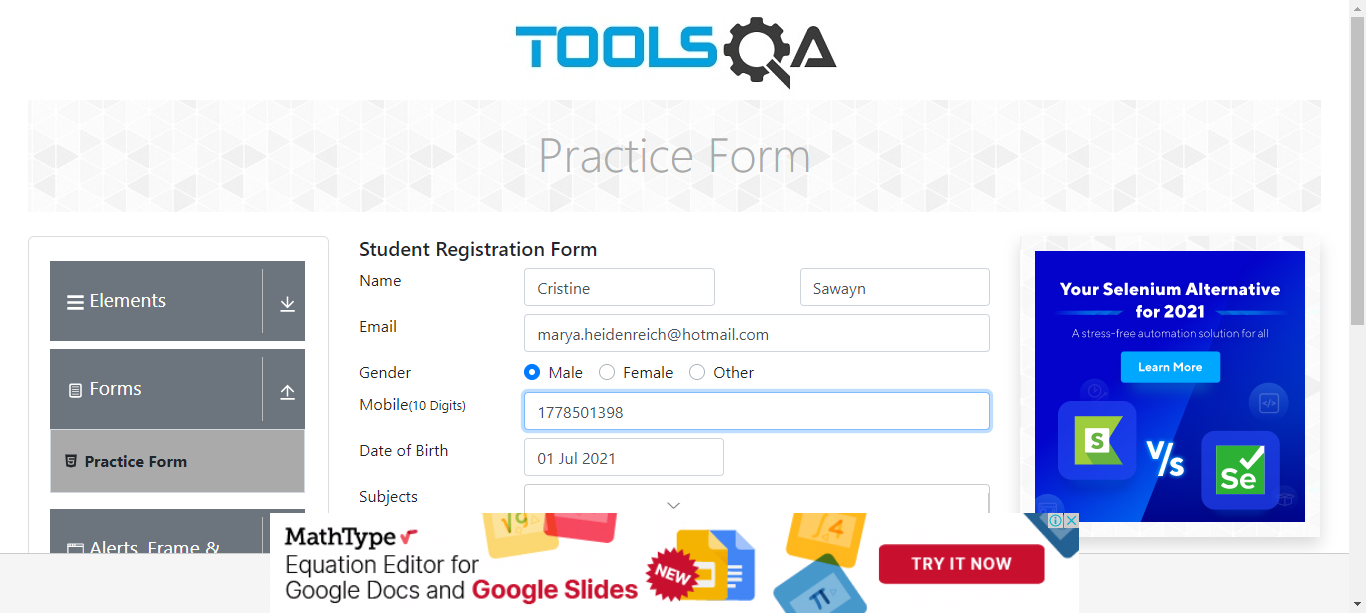 TOOLSQA
Practice Form
Elements
Forms
Practice Form
Alerts, Frame &
Student Registration Form
Name
Cristine
Sawayn
Email
marya.heidenreich@hotmail.com
Gender
Male
Female
Other
Mobile(10 Digits)
1778501398
Date of Birth
01 Jul 2021
Subjects
Your Selenium Alternative
for 2021
A stress-free automation solution for all
Learn More
S
V/s
Se
MathType
Equation Editor for
Google Docs and Google Slides
NEW
√9
π
TRY IT NOW